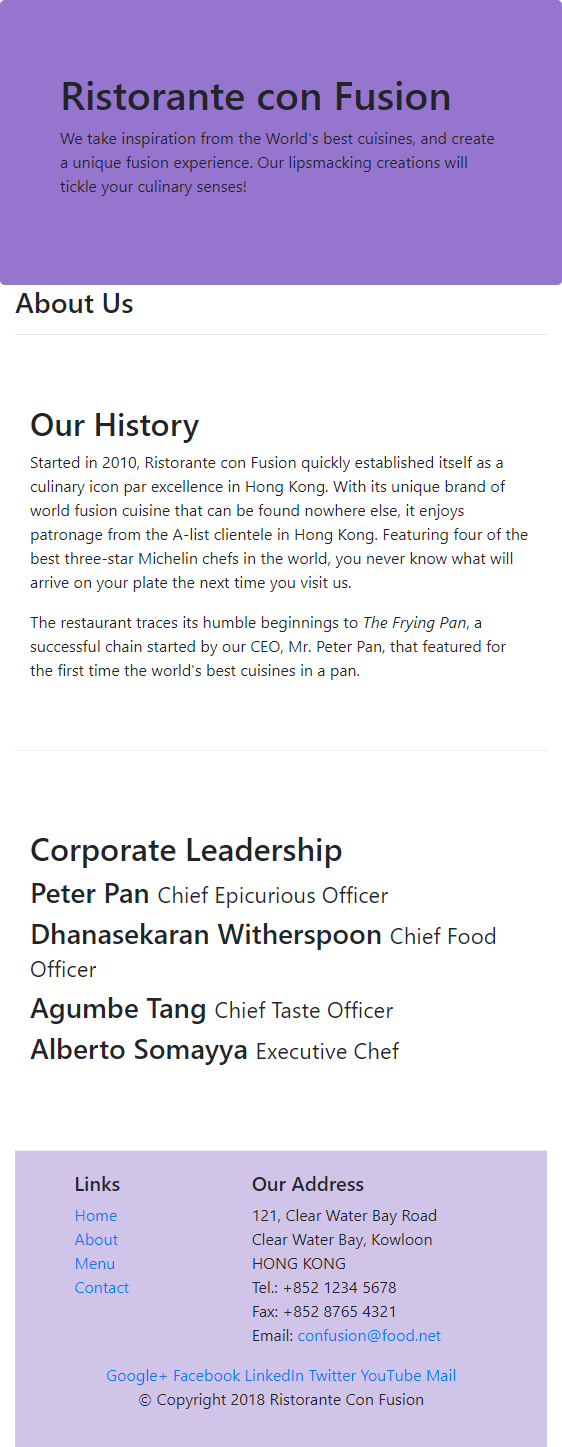 Ristorante con Fusion
We take inspiration from the World's best cuisines, and create
a unique fusion experience. Our lipsmacking creations will
tickle your culinary senses!
About Us
Our History
Started in 2010, Ristorante con Fusion quickly established itself as a
culinary icon par excellence in Hong Kong. With its unique brand of
world fusion cuisine that can be found nowhere else, it enjoys
patronage from the A-list clientele in Hong Kong. Featuring four of the
best three-star Michelin chefs in the world, you never know what will
arrive on your plate the next time you visit us.
The restaurant traces its humble beginnings to The Frying Pan, a
successful chain started by our CEO, Mr. Peter Pan, that featured for
the first time the world's best cuisines in a pan.
Corporate Leadership
Peter Pan Chief Epicurious Officer
Dhanasekaran Witherspoon Chief Food
Officer
Agumbe Tang Chief Taste Officer
Alberto Somayya Executive Chef
Links
Home
About
Menu
Contact
Our Address
121, Clear Water Bay Road
Clear Water Bay, Kowloon
HONG KONG
Tel.: +852 1234 5678
Fax: +852 8765 4321
Email: confusion@food.net
Google+ Facebook LinkedIn Twitter YouTube Mail
© Copyright 2018 Ristorante Con Fusion